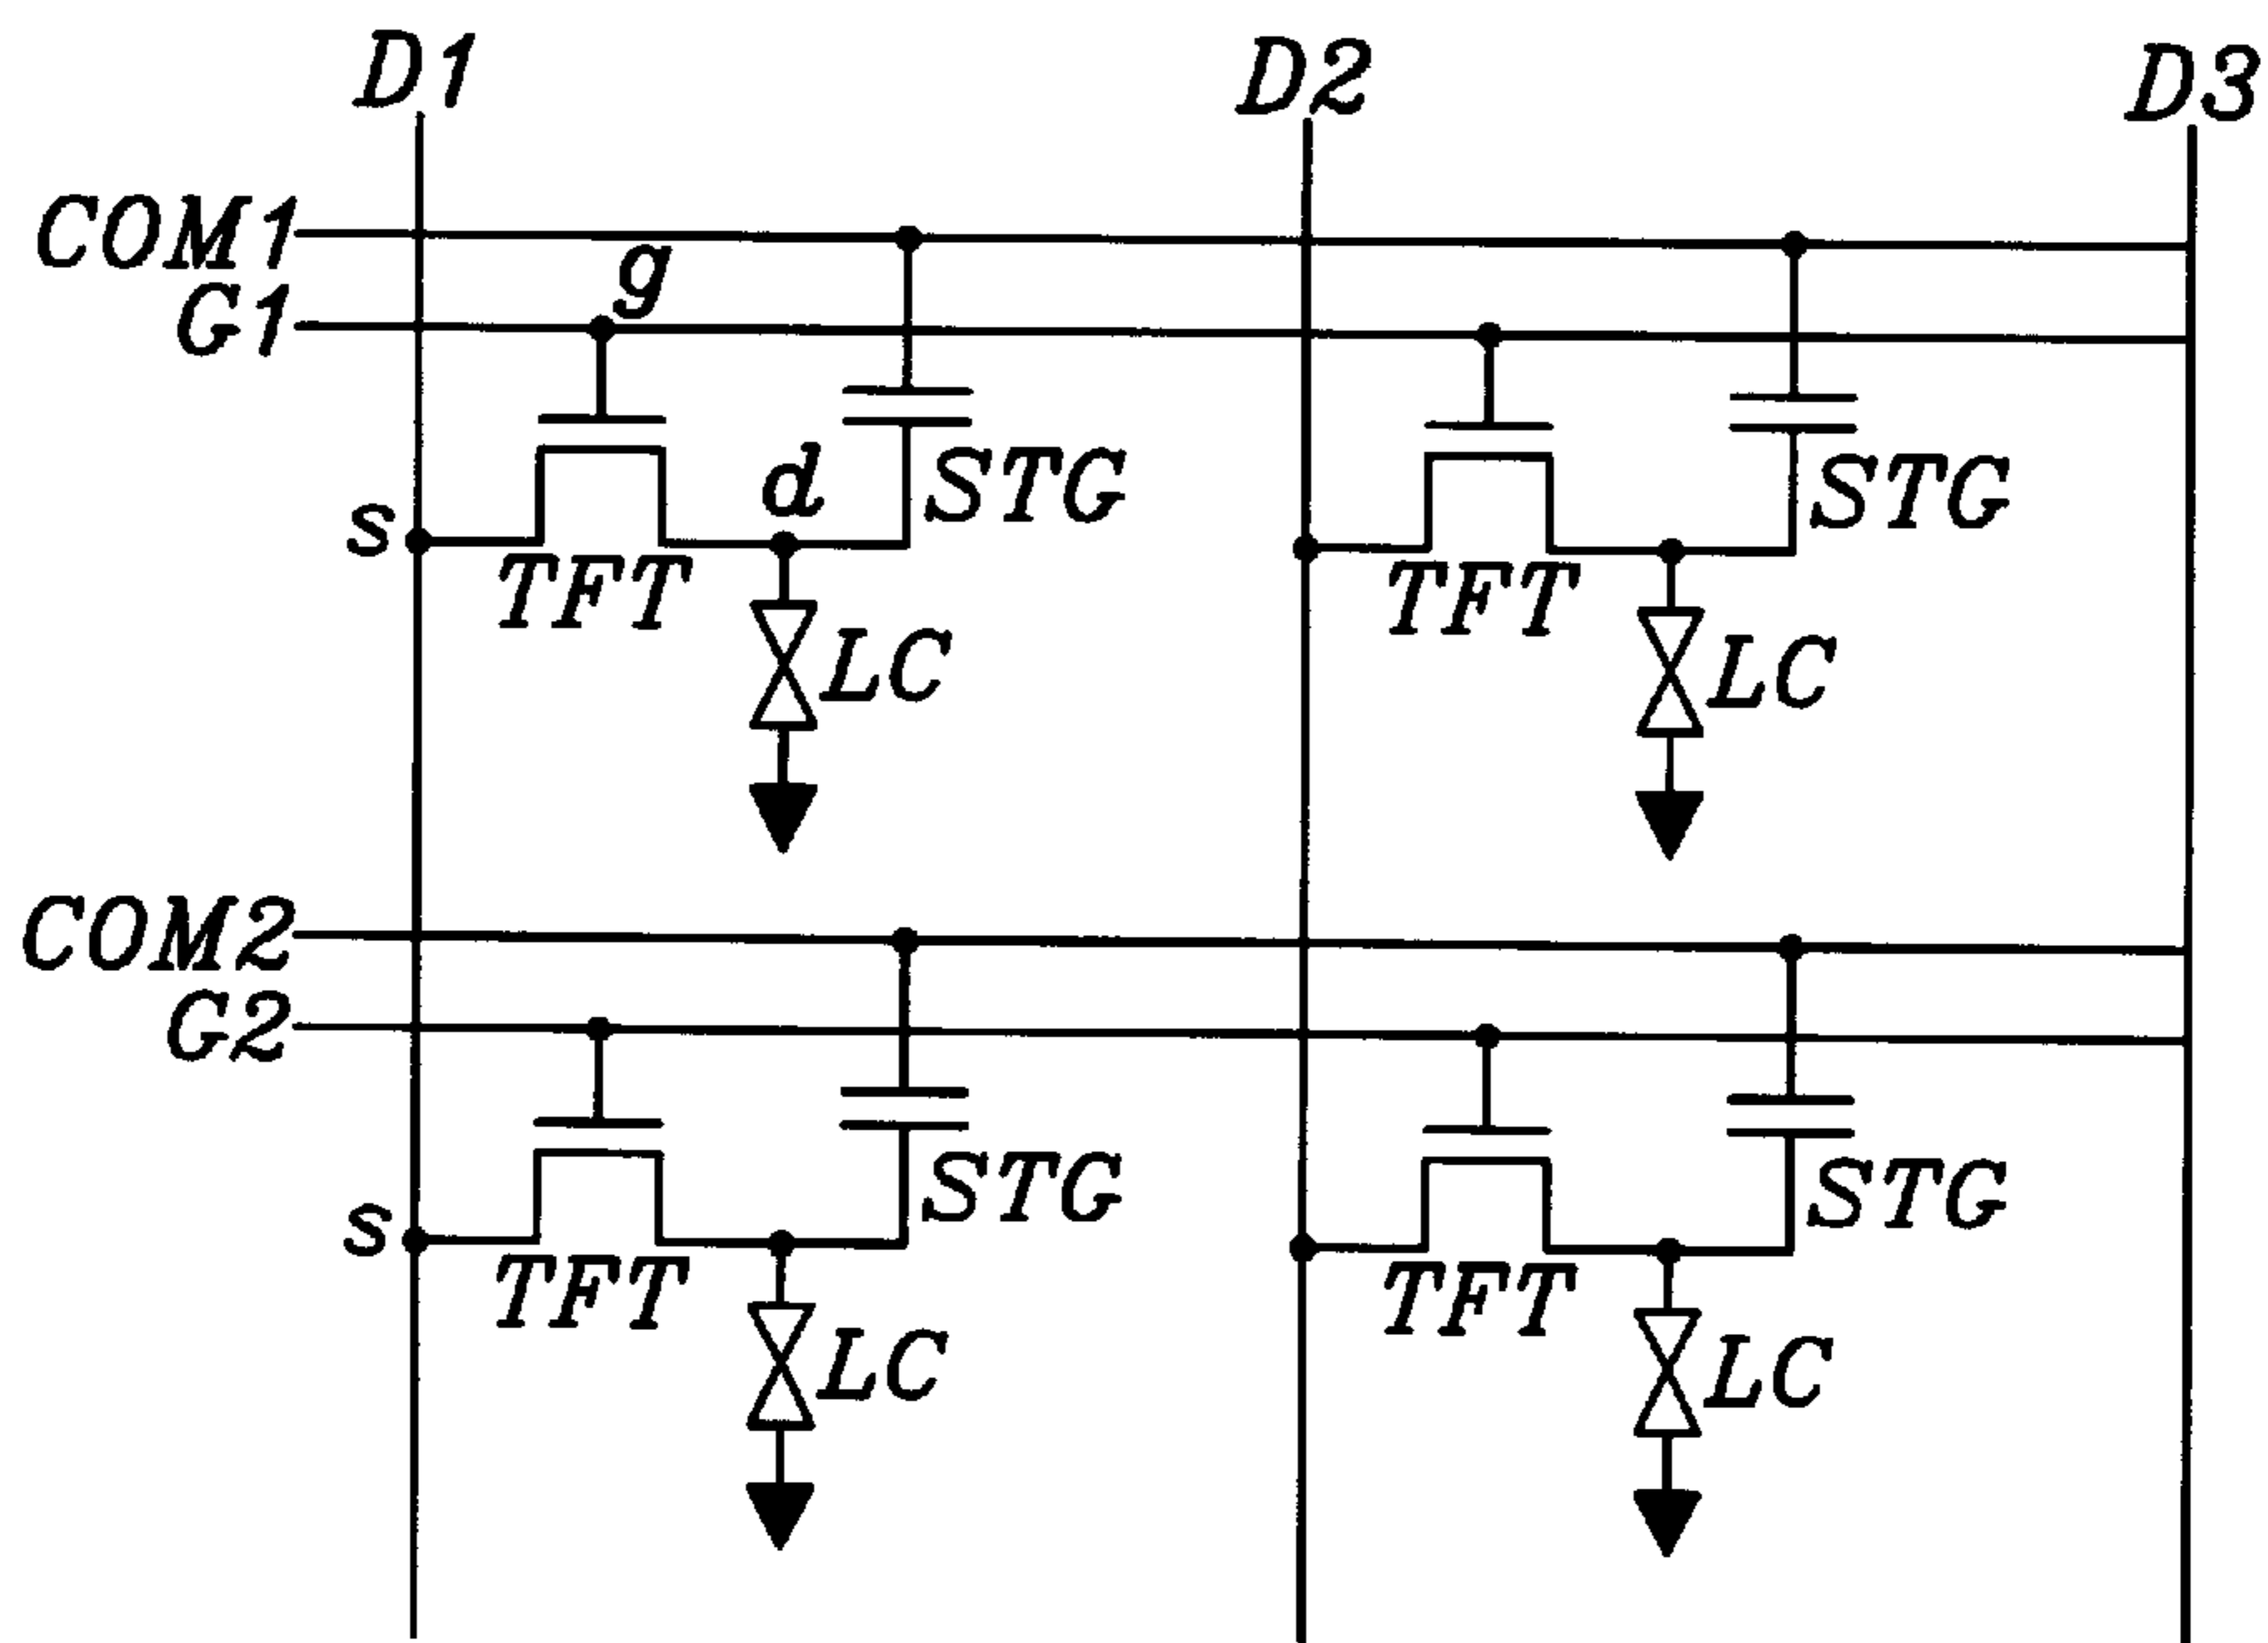 D1 D2 D3
COM1
g
G1
d STG STG
s
TFT TFT
LC LC
COM2
G2
STG STG
s
TFT TFT
LC LC